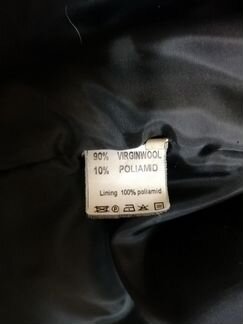 90% VIRGINWOOL
10% POLIAMID
Lining 100% poliamid